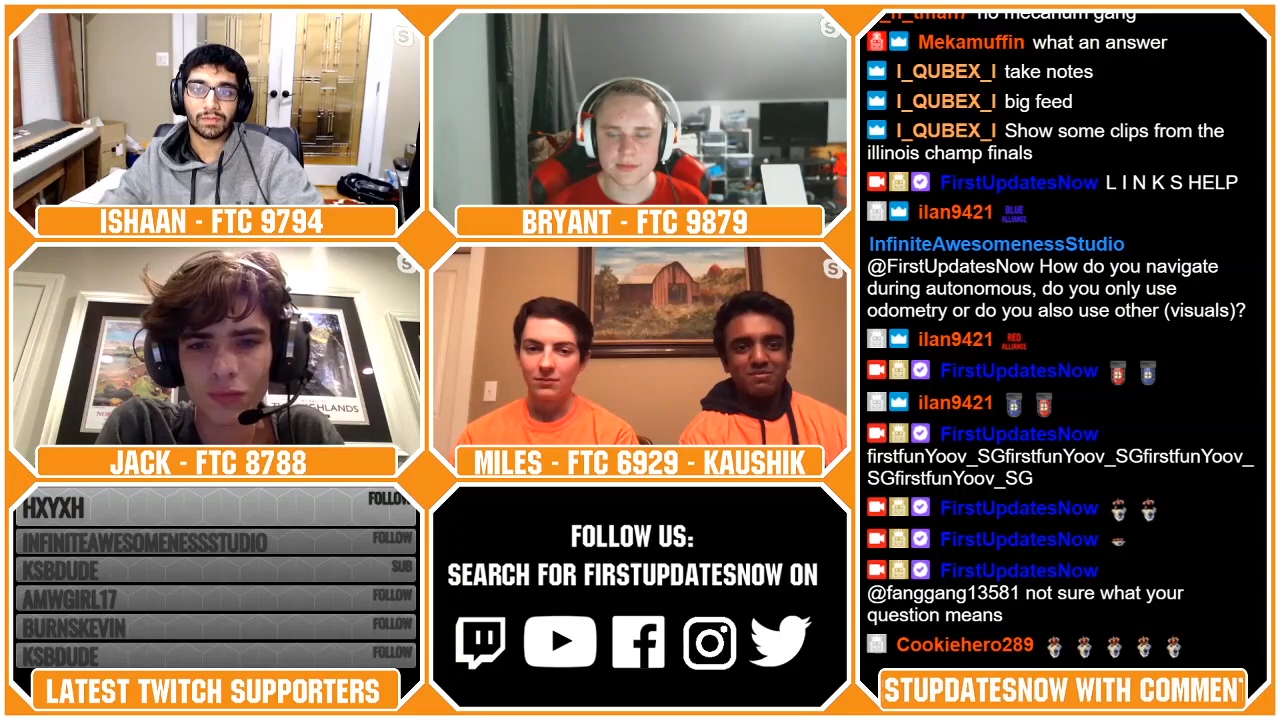 ISHAAN - FTC 9794
BRYANT - FTC 9879
JACK - FTC 8788
HIGHLANDS
MILES - FTC 6929 - KAUSHIK
HXYXH FOLLOW
INFINITEAWESOMENESSSTUDIO FOLLOW
KSBDUDE SUB
AMWGIRL17 FOLLOW
BURNSKEVIN FOLLOW
KSBDUDE FOLLOW
LATEST TWITCH SUPPORTERS
FOLLOW US:
SEARCH FOR FIRSTUPDATESNOW ON
no mecanum gang
Mekamuffin what an answer
I_QUBEX_I take notes
I_QUBEX_I big feed
I_QUBEX_I Show some clips from the
illinois champ finals
FirstUpdatesNow L I N K S HELP
ilan9421 BLUE
ALLIANCE
InfiniteAwesomenessStudio
@FirstUpdatesNow How do you navigate
during autonomous, do you only use
odometry or do you also use other (visuals)?
ilan9421 RED
ALLIANCE
FirstUpdatesNow
ilan9421
FirstUpdatesNow
firstfunYoov_SGfirstfunYoov_SGfirstfunYoov_
SGfirstfunYoov_SG
FirstUpdatesNow
FirstUpdatesNow
FirstUpdatesNow
@fanggang13581 not sure what your
question means
Cookiehero289
STUPDATESNOW WITH COMMEN